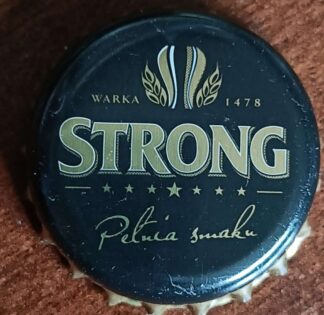 WARKA 1478
STRONG
Pełnia smaku